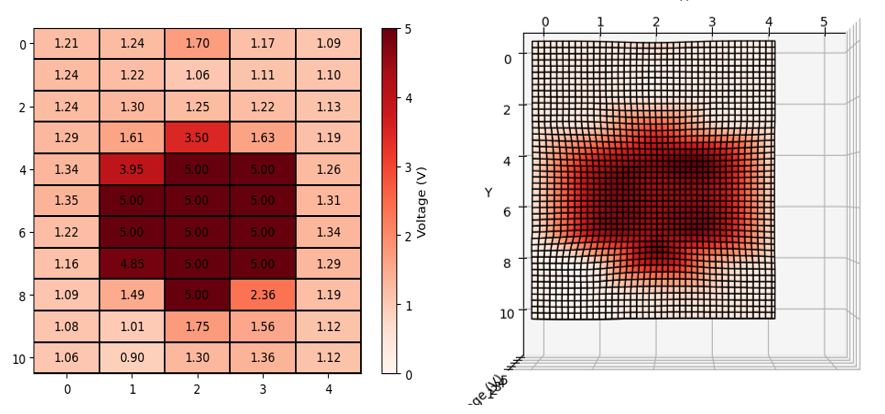 0 1.21 1.24 1.70 1.17 1.09
1.24 1.22 1.06 1.11 1.10
2 1.24 1.30 1.25 1.22 1.13
1.29 1.61 3.50 1.63 1.19
4 1.34 3.95 5.00 5.00 1.26
1.35 5.00 5.00 5.00 1.31
6 1.22 5.00 5.00 5.00 1.34
1.16 4.85 5.00 5.00 1.29
8 1.09 1.49 5.00 2.36 1.19
1.08 1.01 1.75 1.56 1.12
10 1.06 0.90 1.30 1.36 1.12
0 1 2 3 4
5
4
3
2
1
0
Voltage (V)
0 1 2 3 4 5
0
2
4
6
8
10
Y